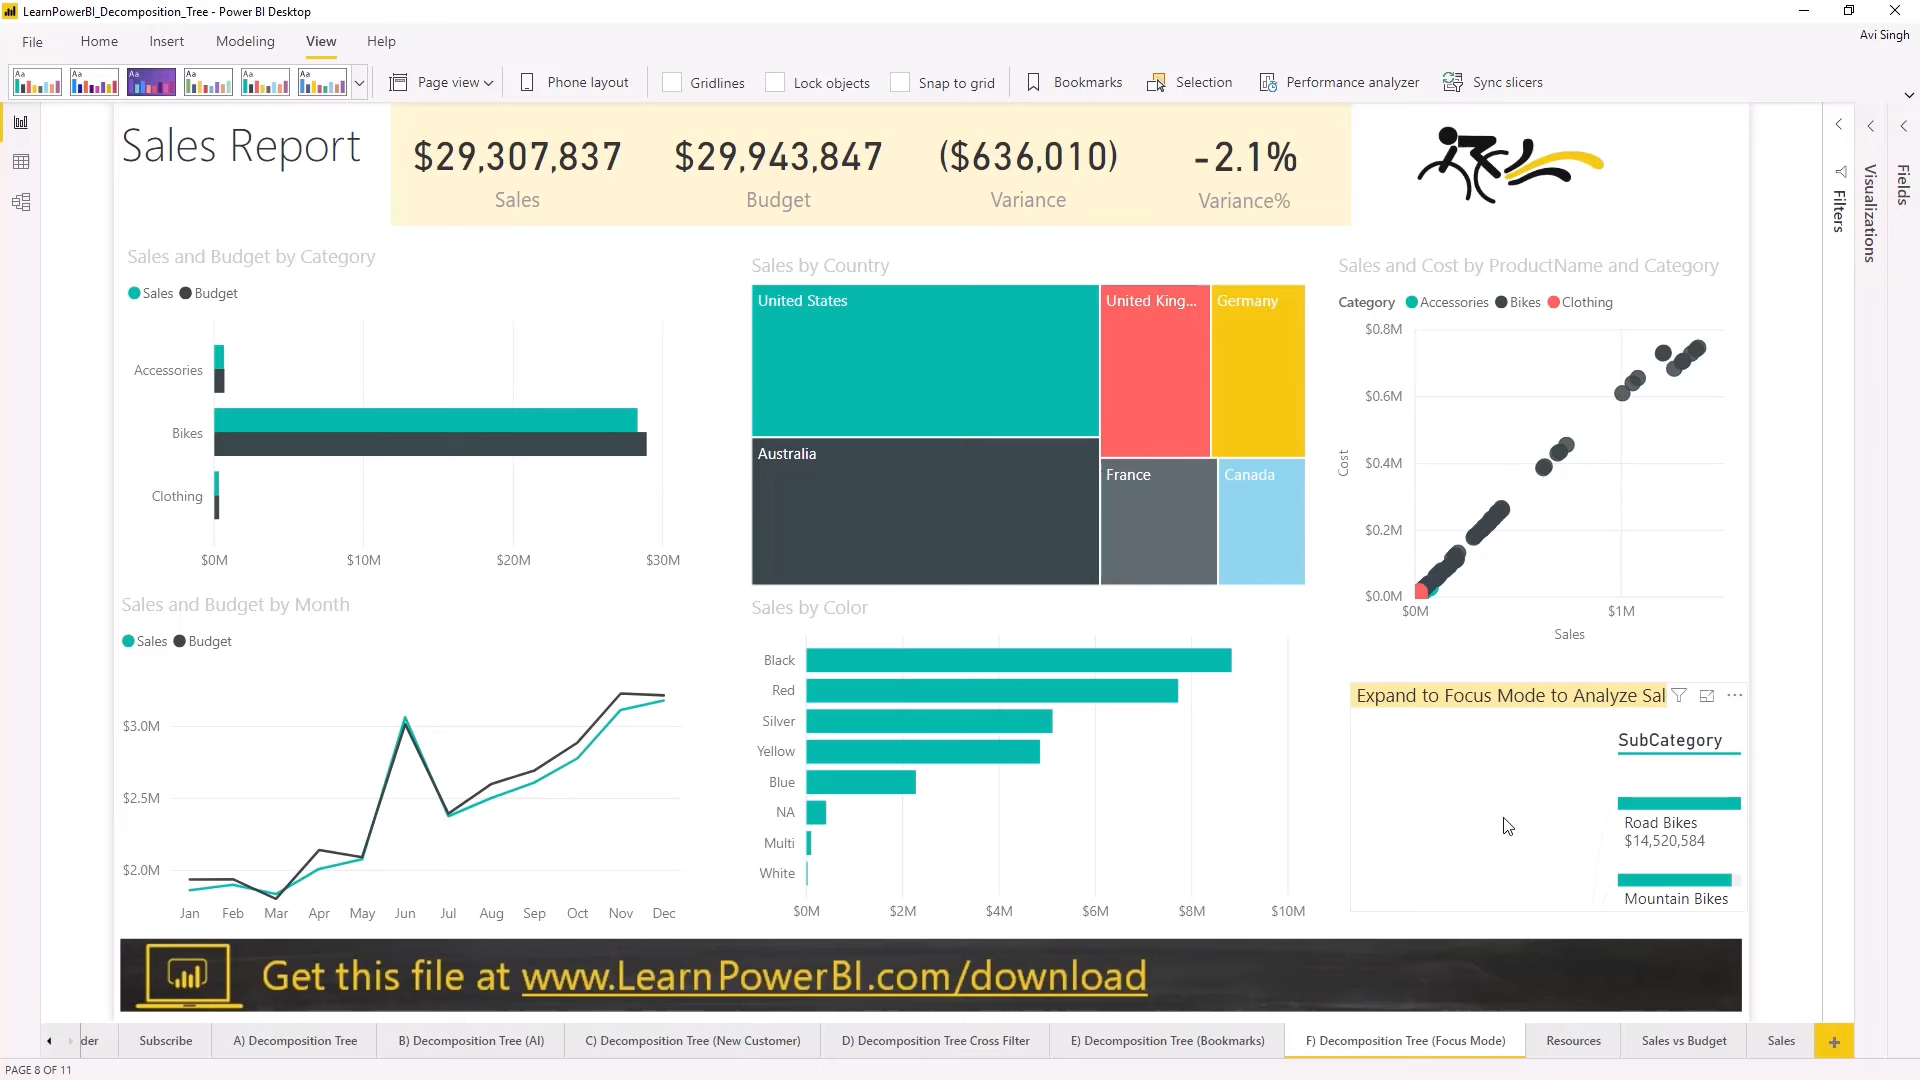 LearnPowerBI_Decomposition_Tree - Power BI Desktop
File Home Insert Modeling View Help
Avi Singh
Aa Aa Aa Aa Aa Aa
Page view Phone layout Gridlines Lock objects Snap to grid Bookmarks Selection Performance analyzer Sync slicers
Sales Report
$29,307,837 $29,943,847 ($636,010) -2.1%
Sales Budget Variance Variance%
Filters
Visualizations
Fields
Sales and Budget by Category
Sales Budget
Accessories
Bikes
Clothing
$0M $10M $20M $30M
Sales by Country
United States
United King...
Germany
Australia
France
Canada
Sales and Cost by ProductName and Category
Category Accessories Bikes Clothing
$0.8M
$0.6M
$0.4M
$0.2M
$0.0M
Cost
$0M $1M
Sales
Sales and Budget by Month
Sales Budget
$3.0M
$2.5M
$2.0M
Jan Feb Mar Apr May Jun Jul Aug Sep Oct Nov Dec
Sales by Color
Black
Red
Silver
Yellow
Blue
NA
Multi
White
$0M $2M $4M $6M $8M $10M
Expand to Focus Mode to Analyze Sal
SubCategory
Road Bikes
$14,520,584
Mountain Bikes
Get this file at www.LearnPowerBI.com/download
der Subscribe A) Decomposition Tree B) Decomposition Tree (AI) C) Decomposition Tree (New Customer) D) Decomposition Tree Cross Filter E) Decomposition Tree (Bookmarks) F) Decomposition Tree (Focus Mode) Resources Sales vs Budget Sales +
PAGE 8 OF 11